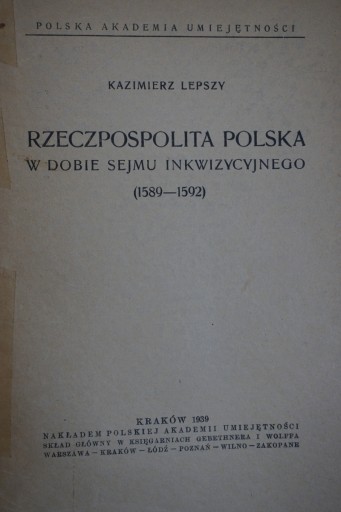 POLSKA AKADEMIA UMIEJĘTNOŚCI
KAZIMIERZ LEPSZY
RZECZPOSPOLITA POLSKA
W DOBIE SEJMU INKWIZYCYJNEGO
(1589—1592)
KRAKÓW 1939
NAKŁADEM POLSKIEJ AKADEMII UMIEJĘTNOŚCI
SKŁAD GŁÓWNY W KSIĘGARNIACH GEBETHNERA I WOLFFA
WARSZAWA — KRAKÓW — ŁÓDŹ — POZNAŃ — WILNO — ZAKOPANE